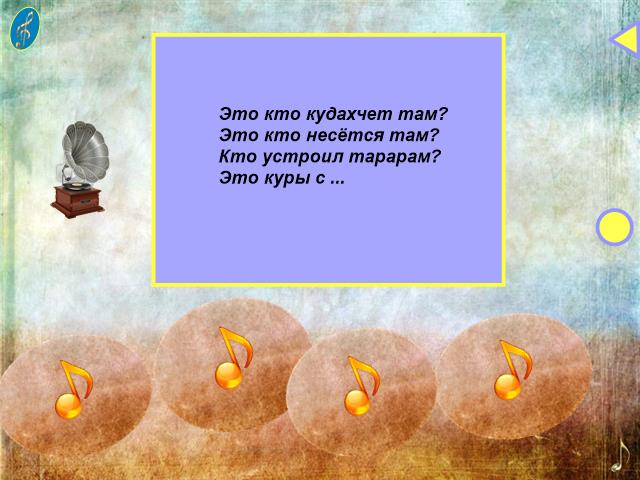 Это кто кудахчет там?
Это кто несётся там?
Кто устроил тарарам?
Это куры с ...